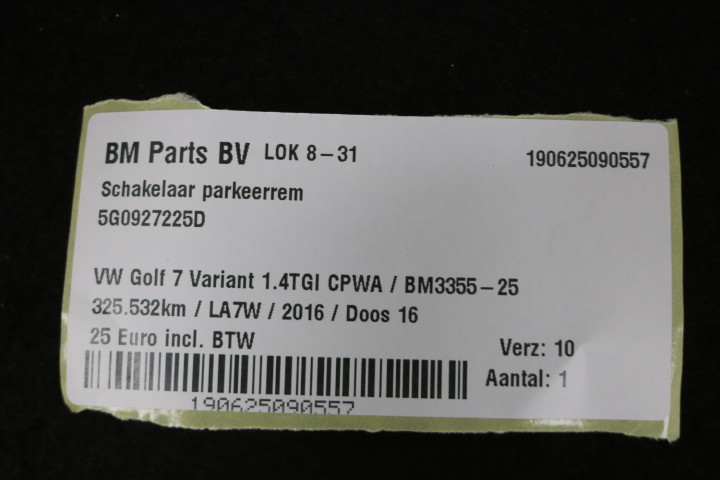 BM Parts BV LOK 8-31 190625090557
Schakelaar parkeerrem
5G0927225D
VW Golf 7 Variant 1.4TGI CPWA / BM3355-25
325.532km / LA7W / 2016 / Doos 16
25 Euro incl. BTW
Verz: 10
Aantal: 1
190625090557